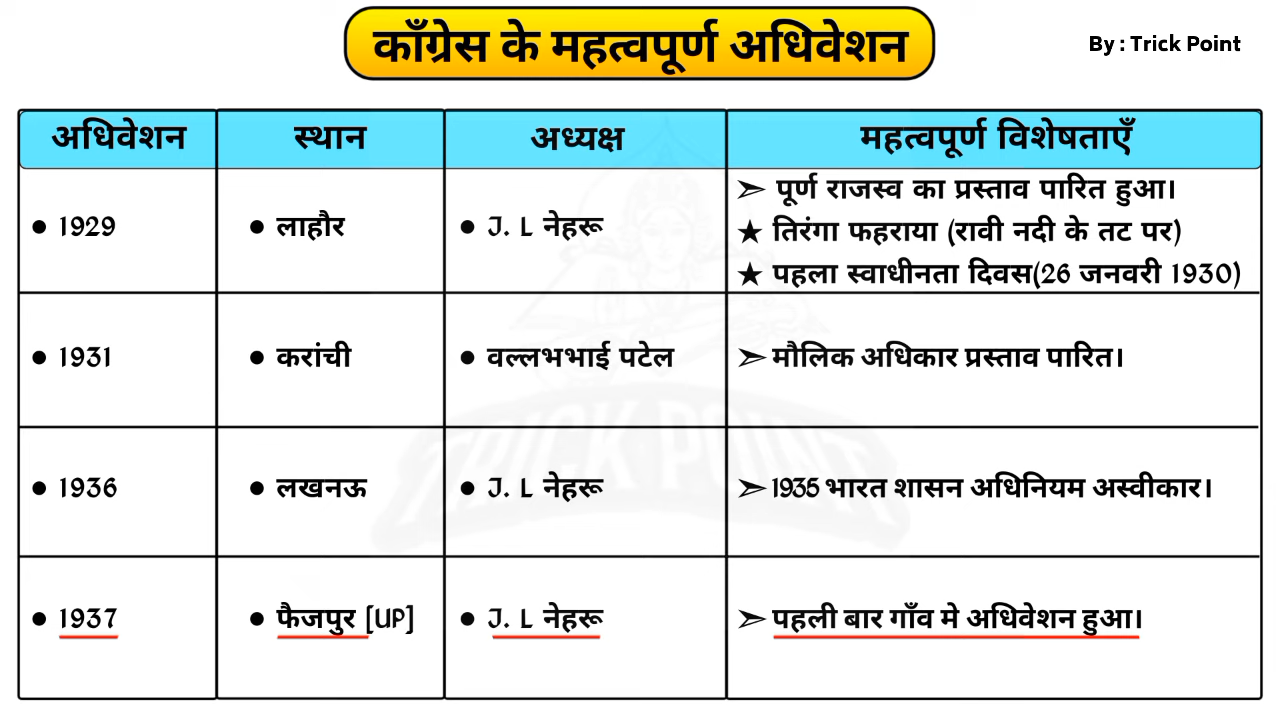 काँग्रेस के महत्वपूर्ण अधिवेशन
By : Trick Point
अधिवेशन स्थान अध्यक्ष महत्वपूर्ण विशेषताएँ
● 1929 ● लाहौर ● J. L नेहरू ➣ पूर्ण राजस्व का प्रस्ताव पारित हुआ।
★ तिरंगा फहराया (रावी नदी के तट पर)
★ पहला स्वाधीनता दिवस(26 जनवरी 1930)
● 1931 ● करांची ● वल्लभभाई पटेल ➣ मौलिक अधिकार प्रस्ताव पारित।
● 1936 ● लखनऊ ● J. L नेहरू ➣ 1935 भारत शासन अधिनियम अस्वीकार।
● 1937 ● फैजपुर [UP] ● J. L नेहरू ➣ पहली बार गाँव मे अधिवेशन हुआ।
TRICK POINT